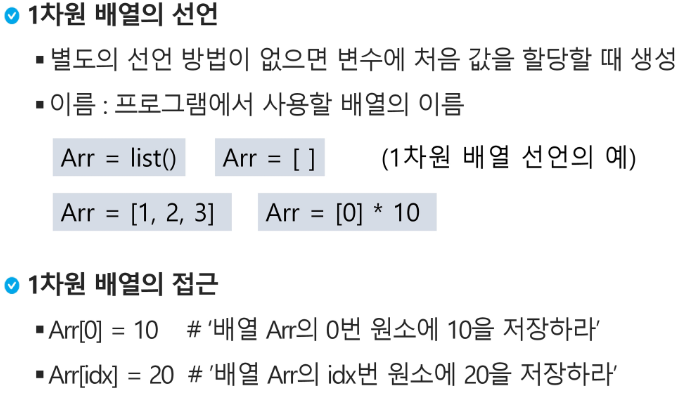 1차원 배열의 선언
▪ 별도의 선언 방법이 없으면 변수에 처음 값을 할당할 때 생성
▪ 이름 : 프로그램에서 사용할 배열의 이름
Arr = list() Arr = [ ] (1차원 배열 선언의 예)
Arr = [1, 2, 3] Arr = [0] * 10
1차원 배열의 접근
▪ Arr[0] = 10 # ‘배열 Arr의 0번 원소에 10을 저장하라’
▪ Arr[idx] = 20 # ‘배열 Arr의 idx번 원소에 20을 저장하라’